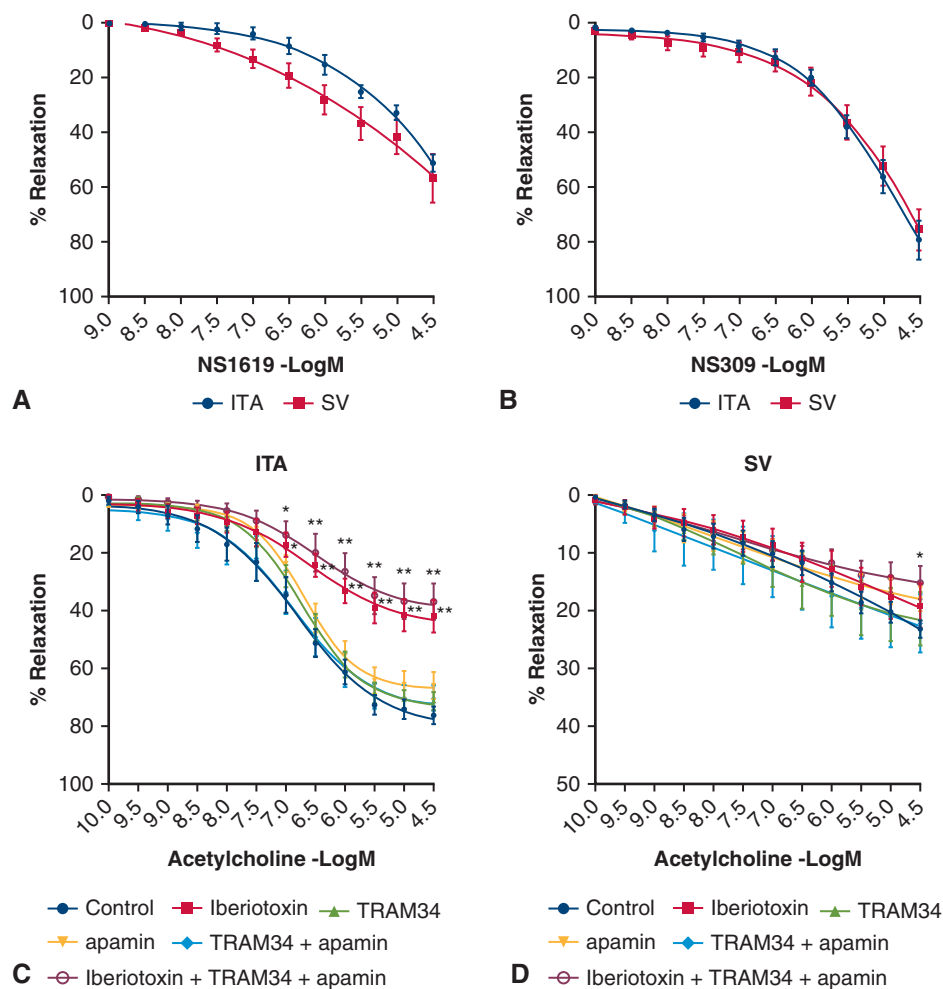 0
20
40
60
80
100
% Relaxation
9.0
8.5
8.0
7.5
7.0
6.5
6.0
5.5
5.0
4.5
NS1619 -LogM
A
ITA
SV
0
20
40
60
80
100
% Relaxation
9.0
8.5
8.0
7.5
7.0
6.5
6.0
5.5
5.0
4.5
NS309 -LogM
B
ITA
SV
ITA
0
20
40
60
80
100
% Relaxation
*
**
**
**
**
**
*
**
**
**
**
**
10.0
9.5
9.0
8.5
8.0
7.5
7.0
6.5
6.0
5.5
5.0
4.5
Acetylcholine -LogM
Control
Iberiotoxin
TRAM34
apamin
TRAM34 + apamin
C
Iberiotoxin + TRAM34 + apamin
SV
0
10
20
30
40
50
% Relaxation
*
10.0
9.5
9.0
8.5
8.0
7.5
7.0
6.5
6.0
5.5
5.0
4.5
Acetylcholine -LogM
Control
Iberiotoxin
TRAM34
apamin
TRAM34 + apamin
D
Iberiotoxin + TRAM34 + apamin